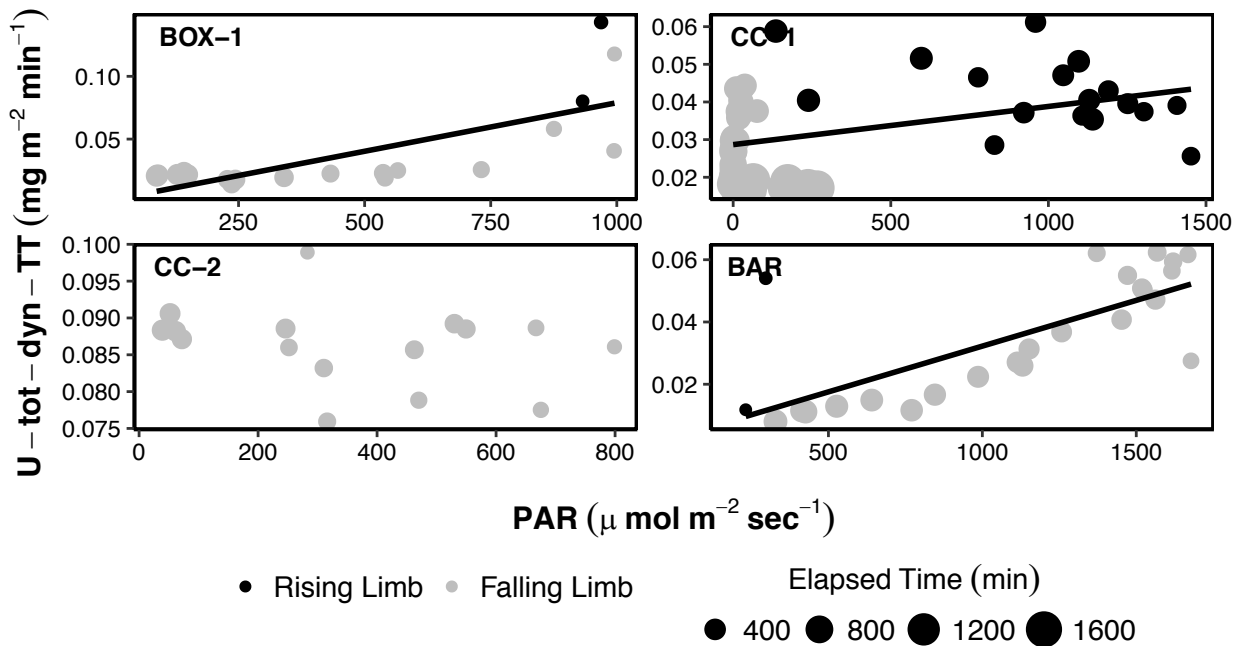 U − tot − dyn − TT (mg m−2 min−1)
BOX−1
0.10
0.05
250 500 750 1000
CC−1
0.06
0.05
0.04
0.03
0.02
0 500 1000 1500
CC−2
0.100
0.095
0.090
0.085
0.080
0.075
0 200 400 600 800
BAR
0.06
0.04
0.02
500 1000 1500
PAR (μ mol m−2 sec−1)
Rising Limb Falling Limb
Elapsed Time (min)
400 800 1200 1600